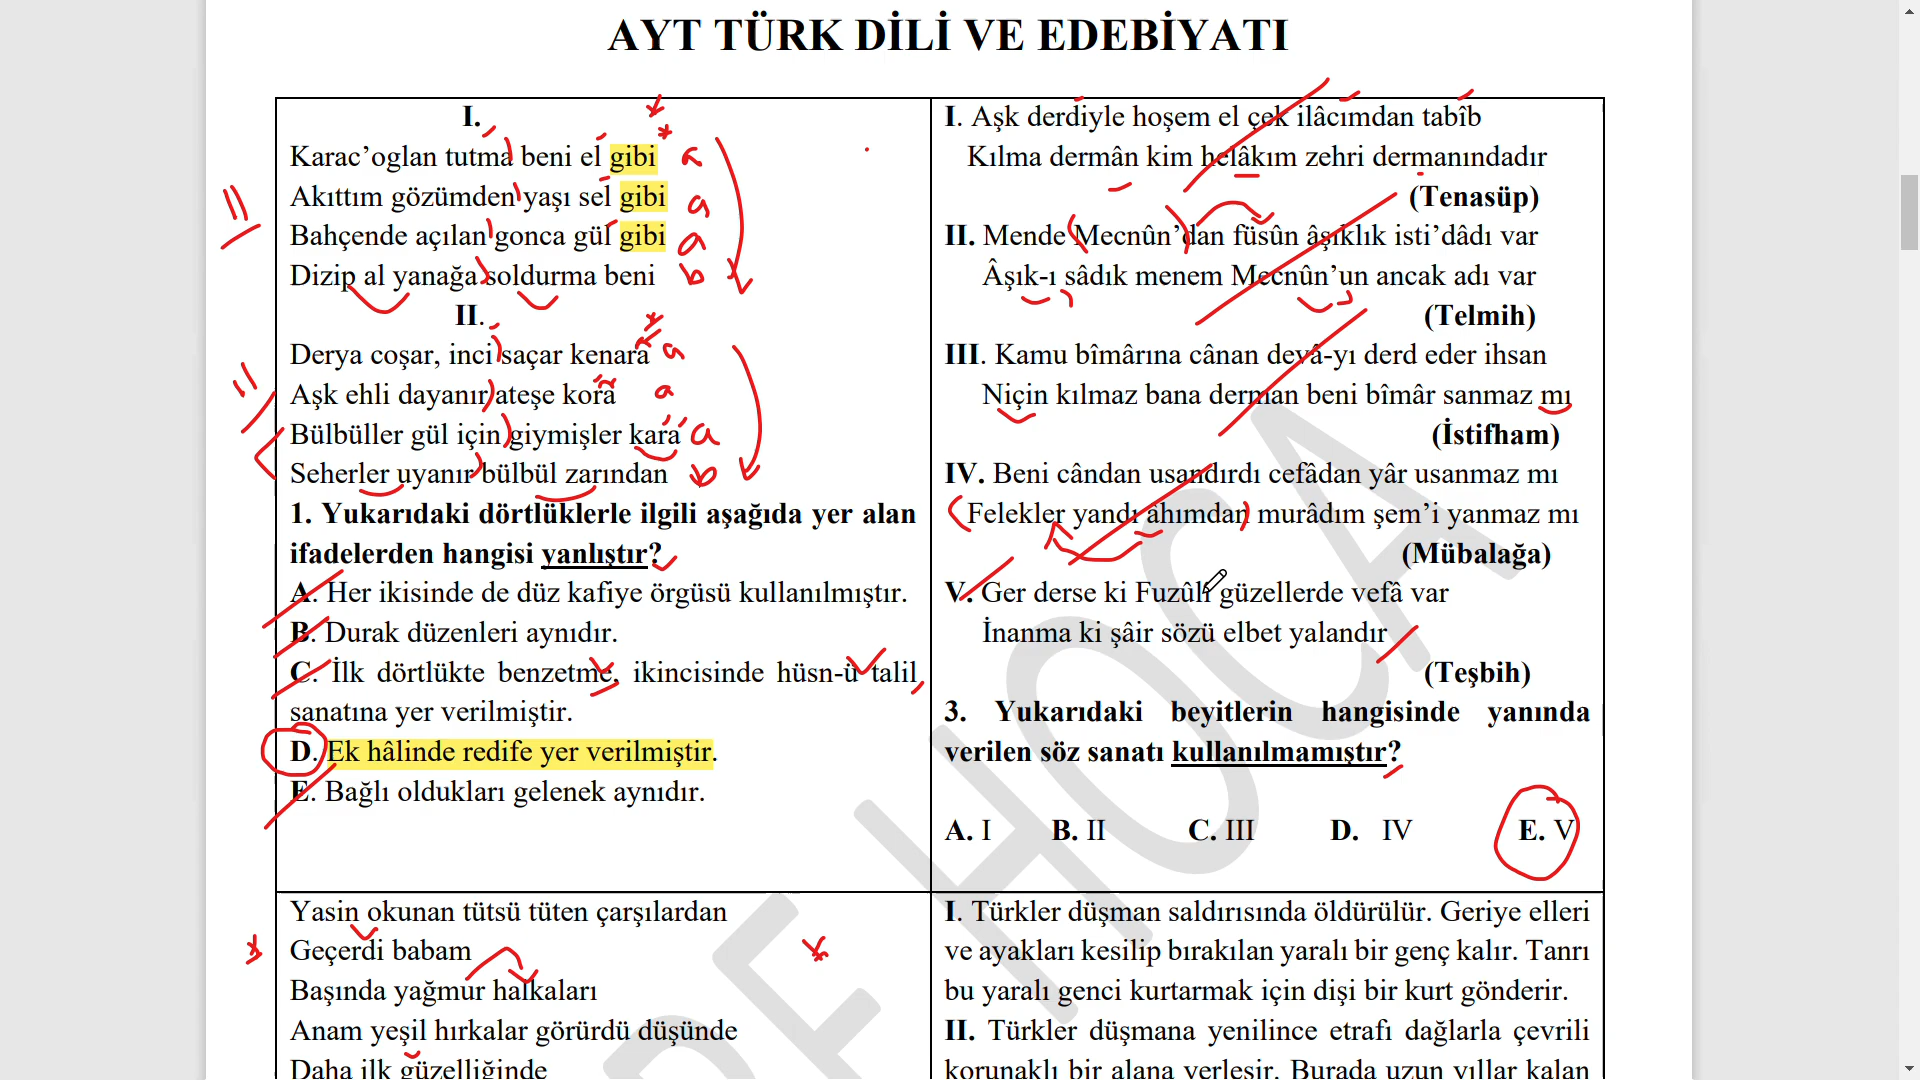 AYT TÜRK DİLİ VE EDEBİYATI
I.
Karac’oglan tutma beni el gibi a
Akıttım gözümden yaşı sel gibi a
Bahçende açılan gonca gül gibi a
Dizip al yanağa soldurma beni b
II.
Derya coşar, inci saçar kenara a
Aşk ehli dayanır ateşe kora a
Bülbüller gül için giymişler kara a
Seherler uyanır bülbül zarından b
11
11
1. Yukarıdaki dörtlüklerle ilgili aşağıda yer alan
ifadelerden hangisi yanlıştır?
A. Her ikisinde de düz kafiye örgüsü kullanılmıştır.
B. Durak düzenleri aynıdır.
C. İlk dörtlükte benzetme, ikincisinde hüsn-ü talil
sanatına yer verilmiştir.
D. Ek hâlinde redife yer verilmiştir.
E. Bağlı oldukları gelenek aynıdır.
I. Aşk derdiyle hoşem el çek ilâcımdan tabîb
Kılma dermân kim helâkım zehri dermanındadır
(Tenasüp)
II. Mende Mecnûn’dan füsûn âşıklık isti’dâdı var
Âşık-ı sâdık menem Mecnûn’un ancak adı var
(Telmih)
III. Kamu bîmârına cânan devâ-yı derd eder ihsan
Niçin kılmaz bana derman beni bîmâr sanmaz mı
(İstifham)
IV. Beni cândan usandırdı cefâdan yâr usanmaz mı
Felekler yandı âhımdan murâdım şem’i yanmaz mı
(Mübalağa)
V. Ger derse ki Fuzûlî güzellerde vefâ var
İnanma ki şâir sözü elbet yalandır
(Teşbih)
3. Yukarıdaki beyitlerin hangisinde yanında
verilen söz sanatı kullanılmamıştır?
A. I B. II C. III D. IV E. V
Yasin okunan tütsü tüten çarşılardan
Geçerdi babam
Başında yağmur halkaları
Anam yeşil hırkalar görürdü düşünde
Daha ilk güzelliğinde
I. Türkler düşman saldırısında öldürülür. Geriye elleri
ve ayakları kesilip bırakılan yaralı bir genç kalır. Tanrı
bu yaralı genci kurtarmak için dişi bir kurt gönderir.
II. Türkler düşmana yenilince etrafı dağlarla çevrili
korunaklı bir alana yerleşir. Burada uzun yıllar kalan
HOCA